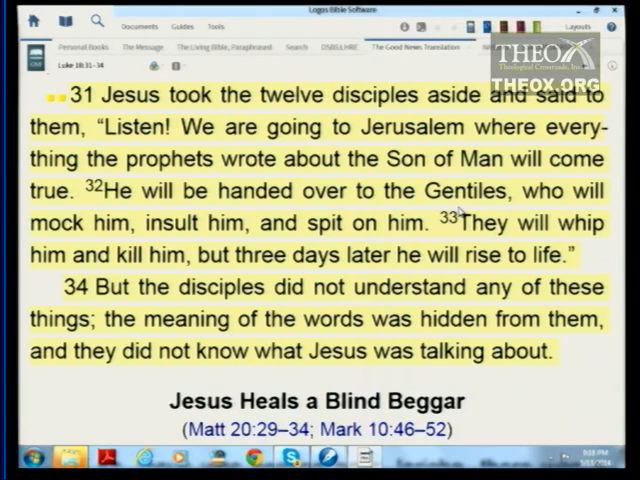 Logos Bible Software
Documents Guides Tools Layouts
Personal Books The Message The Living Bible, Paraphrased Search The Good News Translation
Luke 18:31-34
THEOX
THEOX.ORG
31 Jesus took the twelve disciples aside and said to
them, “Listen! We are going to Jerusalem where every-
thing the prophets wrote about the Son of Man will come
true. 32He will be handed over to the Gentiles, who will
mock him, insult him, and spit on him. 33They will whip
him and kill him, but three days later he will rise to life.”
34 But the disciples did not understand any of these
things; the meaning of the words was hidden from them,
and they did not know what Jesus was talking about.
Jesus Heals a Blind Beggar
(Matt 20:29–34; Mark 10:46–52)